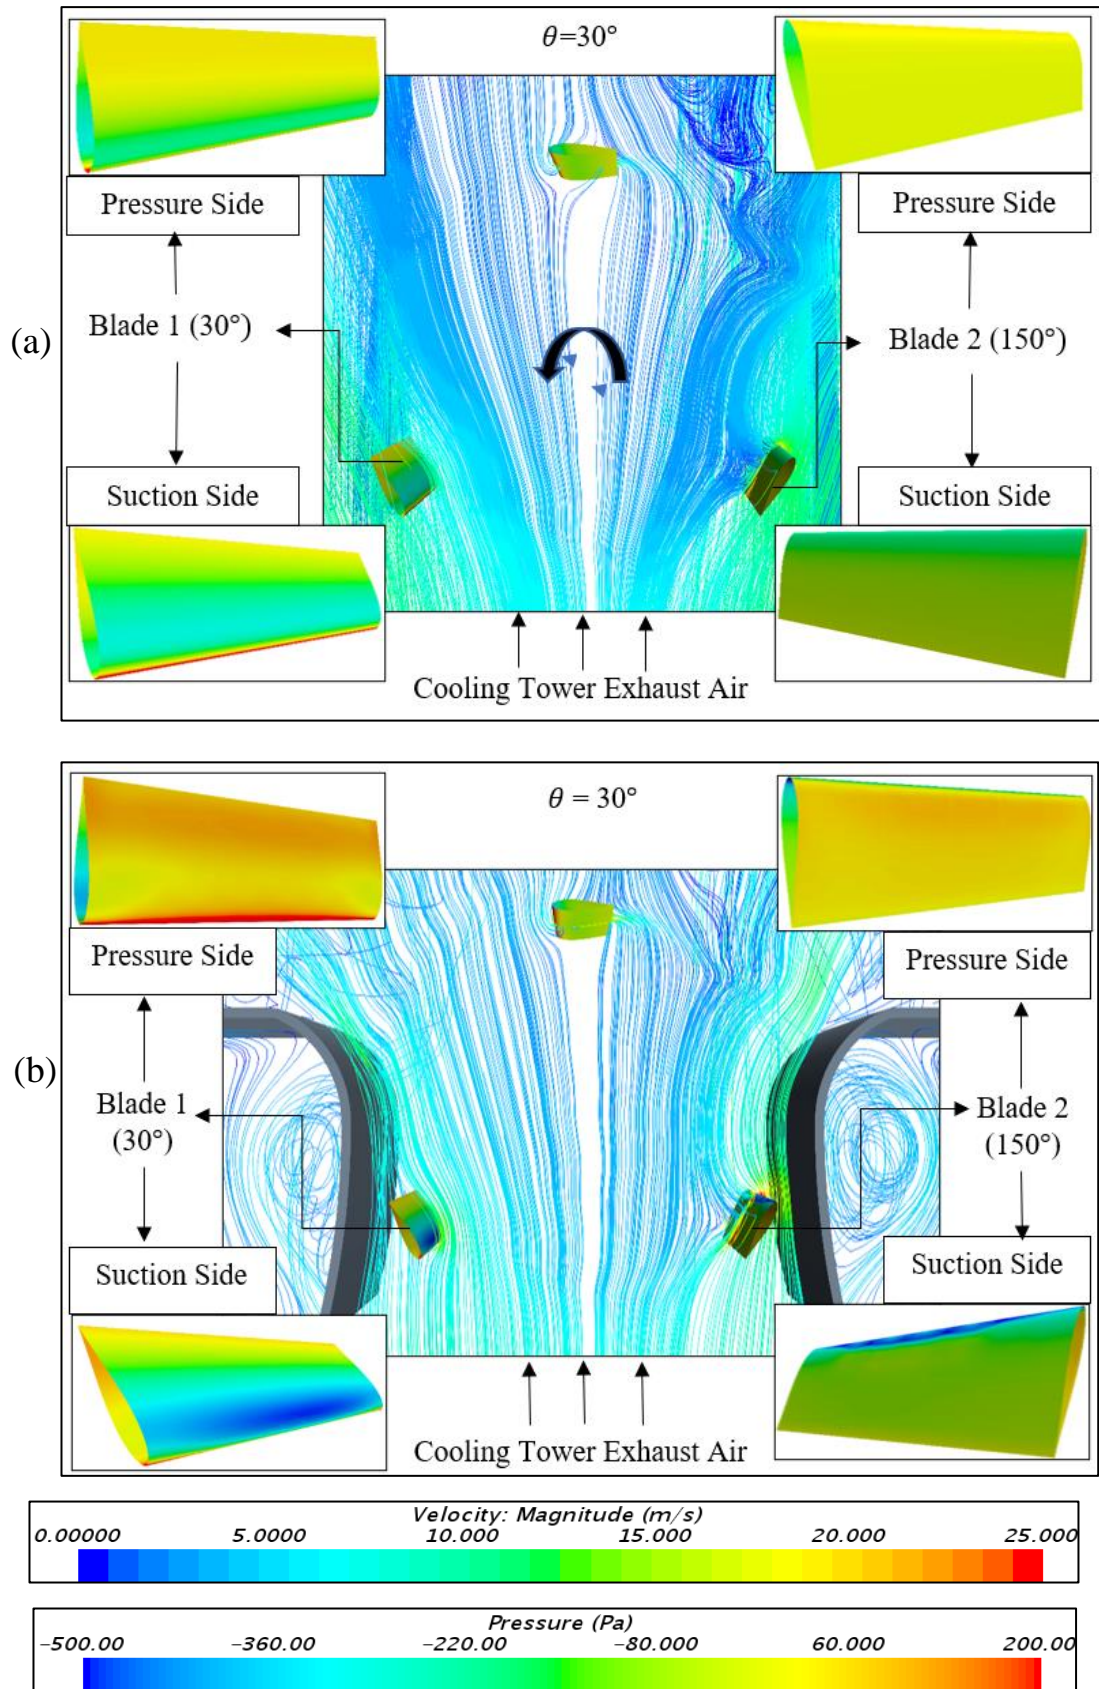 θ=30°
Pressure Side
Pressure Side
(a)
Blade 1 (30°)
Blade 2 (150°)
Suction Side
Suction Side
Cooling Tower Exhaust Air
θ = 30°
Pressure Side
Pressure Side
(b)
Blade 1
(30°)
Blade 2
(150°)
Suction Side
Suction Side
Cooling Tower Exhaust Air
Velocity: Magnitude (m/s)
0.00000 5.0000 10.000 15.000 20.000 25.000
Pressure (Pa)
-500.00 -360.00 -220.00 -80.000 60.000 200.00